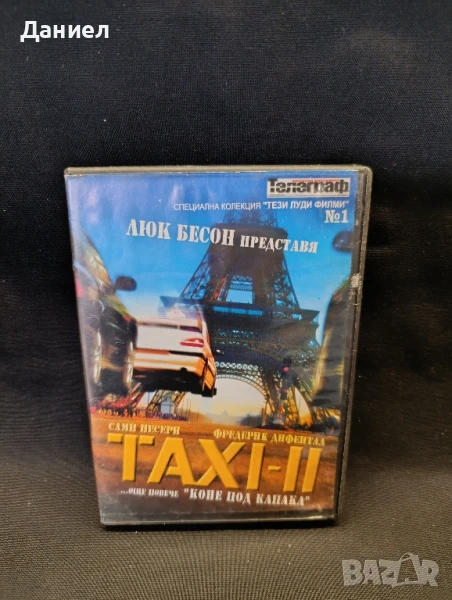 Даниел
Телеграф
СПЕЦИАЛНА КОЛЕКЦИЯ "ТЕЗИ ЛУДИ ФИЛМИ"
№1
ЛЮК БЕСОН ПРЕДСТАВЯ
САМИ НЕСЕРИ ФРЕДЕРИК ДИФЕНТАЛ
TAXI-II
...ОЩЕ ПОВЕЧЕ "КОНЕ ПОД КАПАКА"
BAZAR